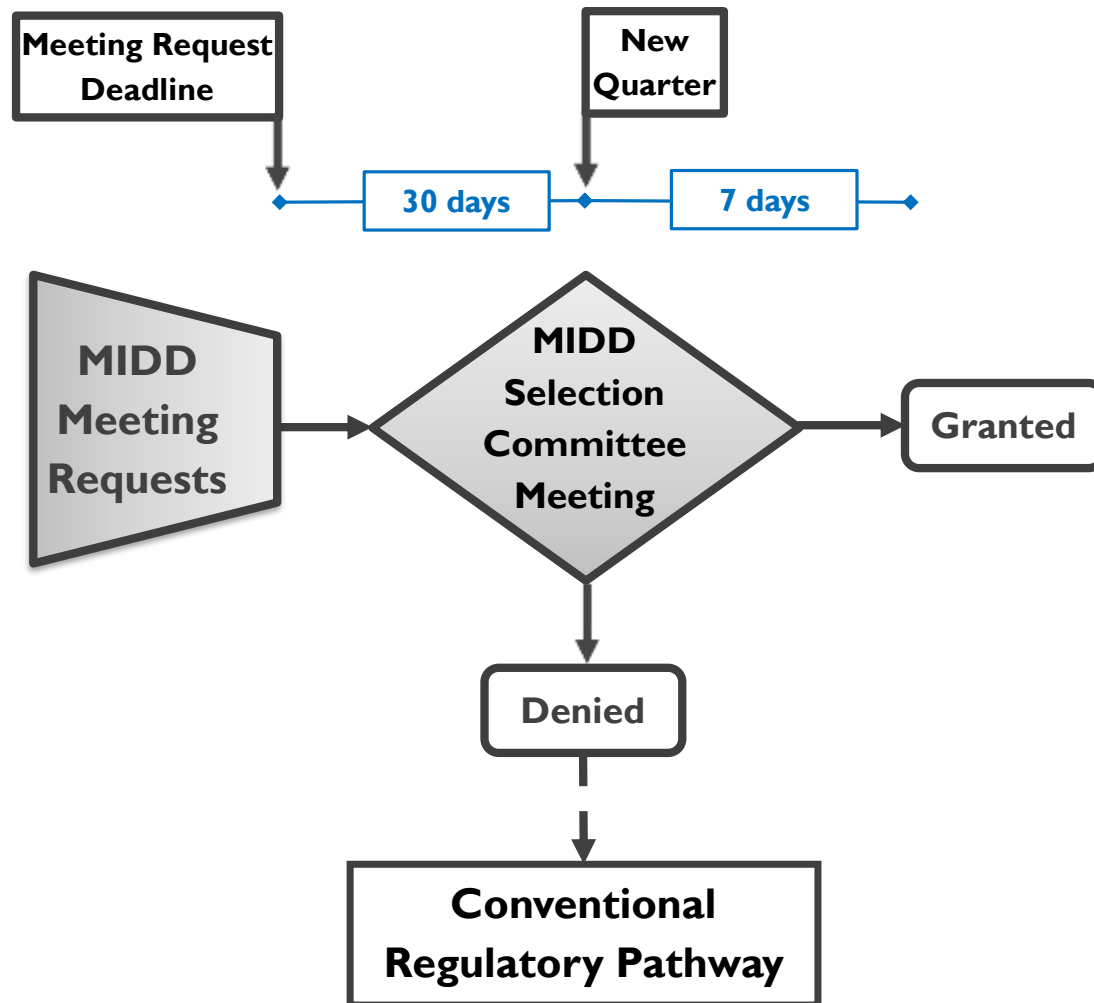 Meeting Request
Deadline
New
Quarter
30 days
7 days
MIDD
Meeting
Requests
MIDD
Selection
Committee
Meeting
Granted
Denied
Conventional
Regulatory Pathway